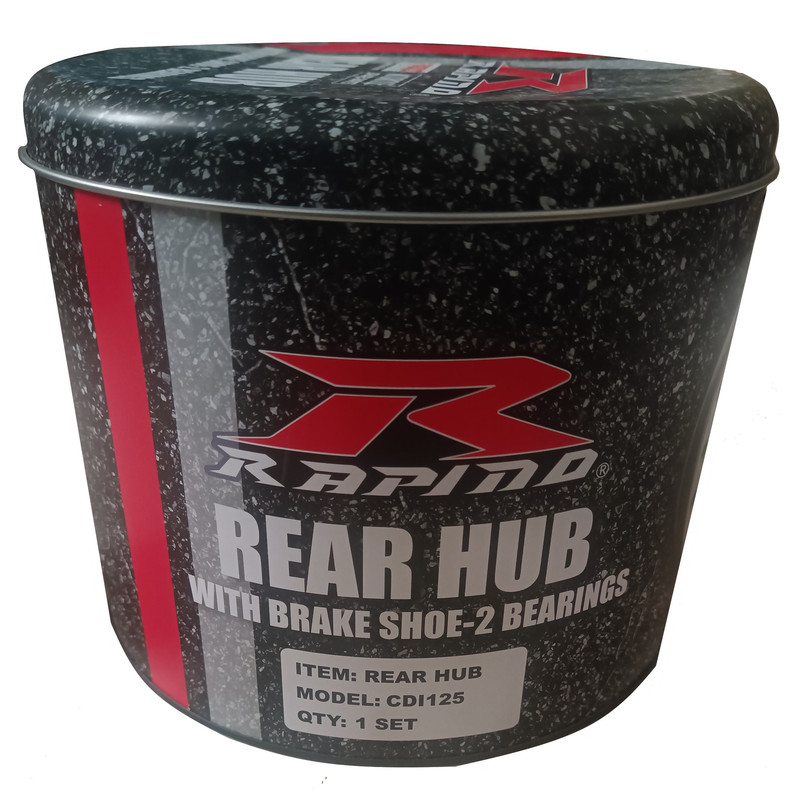 RAPIDO®
REAR HUB
WITH BRAKE SHOE-2 BEARINGS
ITEM: REAR HUB
MODEL: CDI125
QTY: 1 SET